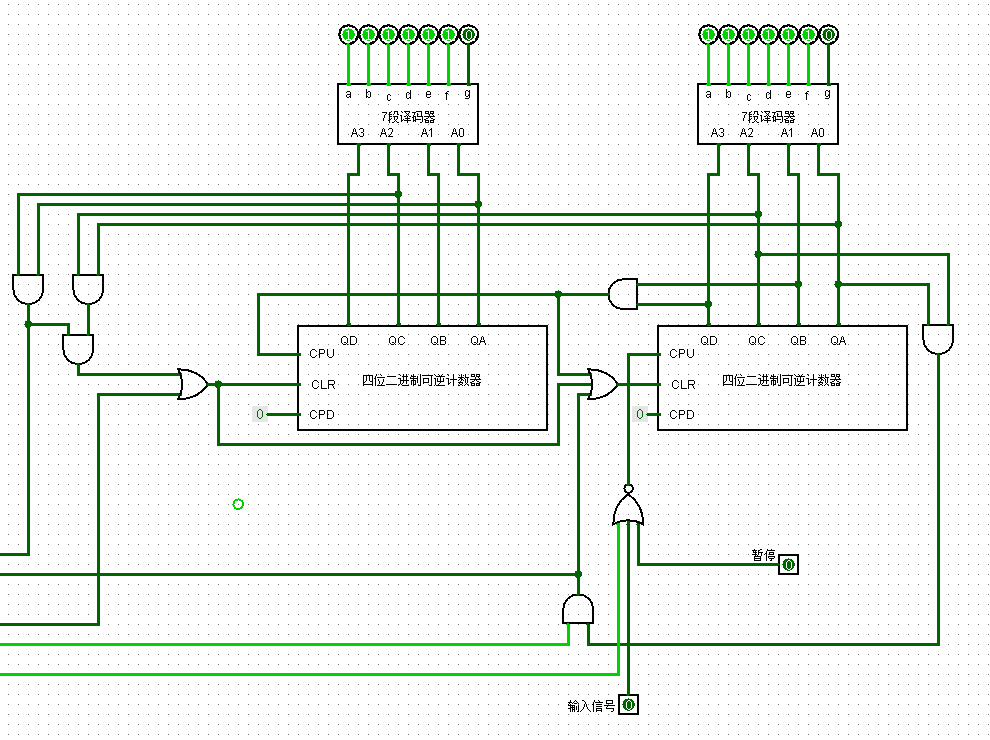 1 1 1 1 1 1 0
1 1 1 1 1 1 0
a b c d e f g
a b c d e f g
7段译码器
7段译码器
A3 A2 A1 A0
A3 A2 A1 A0
QD QC QB QA
QD QC QB QA
CPU
CPU
CLR 四位二进制可逆计数器
CLR 四位二进制可逆计数器
0 CPD
0 CPD
暂停 0
输入信号 0